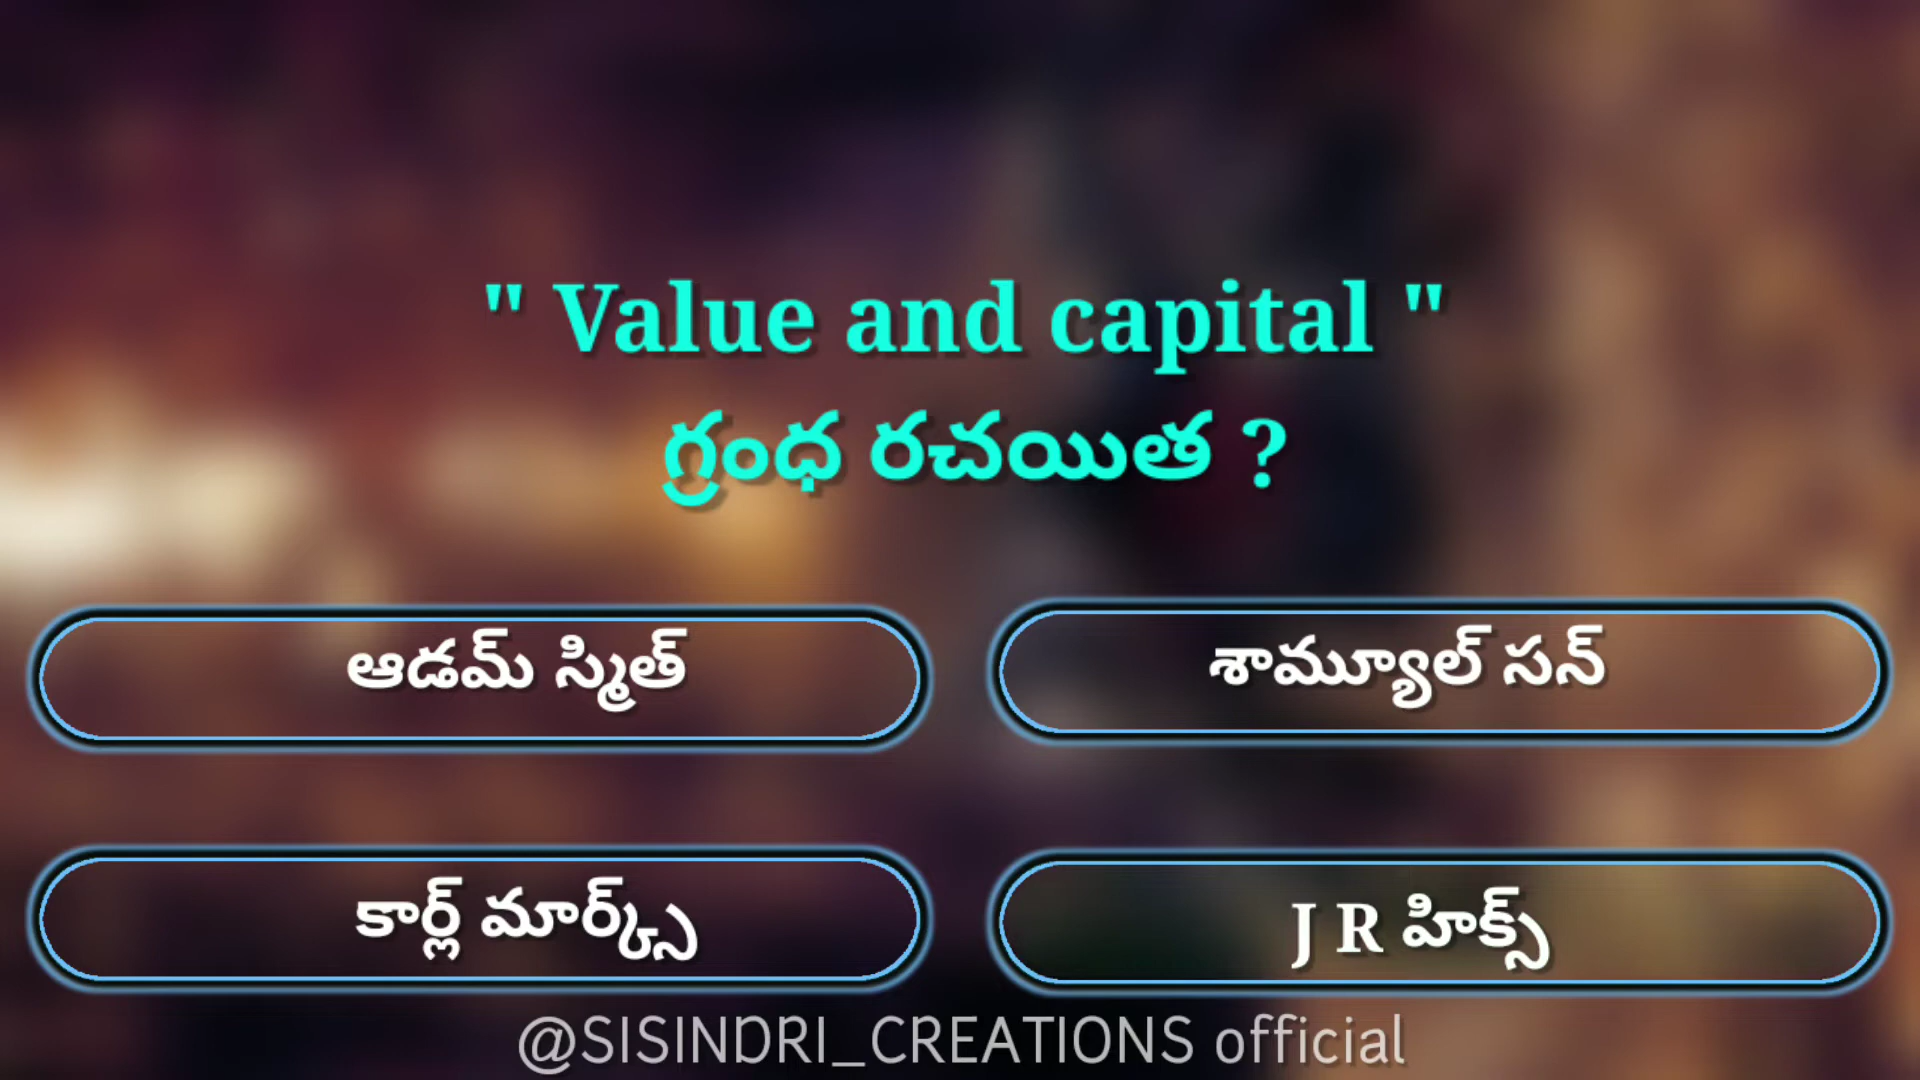 " Value and capital "
గ్రంధ రచయిత ?
ఆడమ్ స్మిత్
శామ్యూల్ సన్
కార్ల్ మార్క్స్
J R హిక్స్
@SISINDRI_CREATIONS official